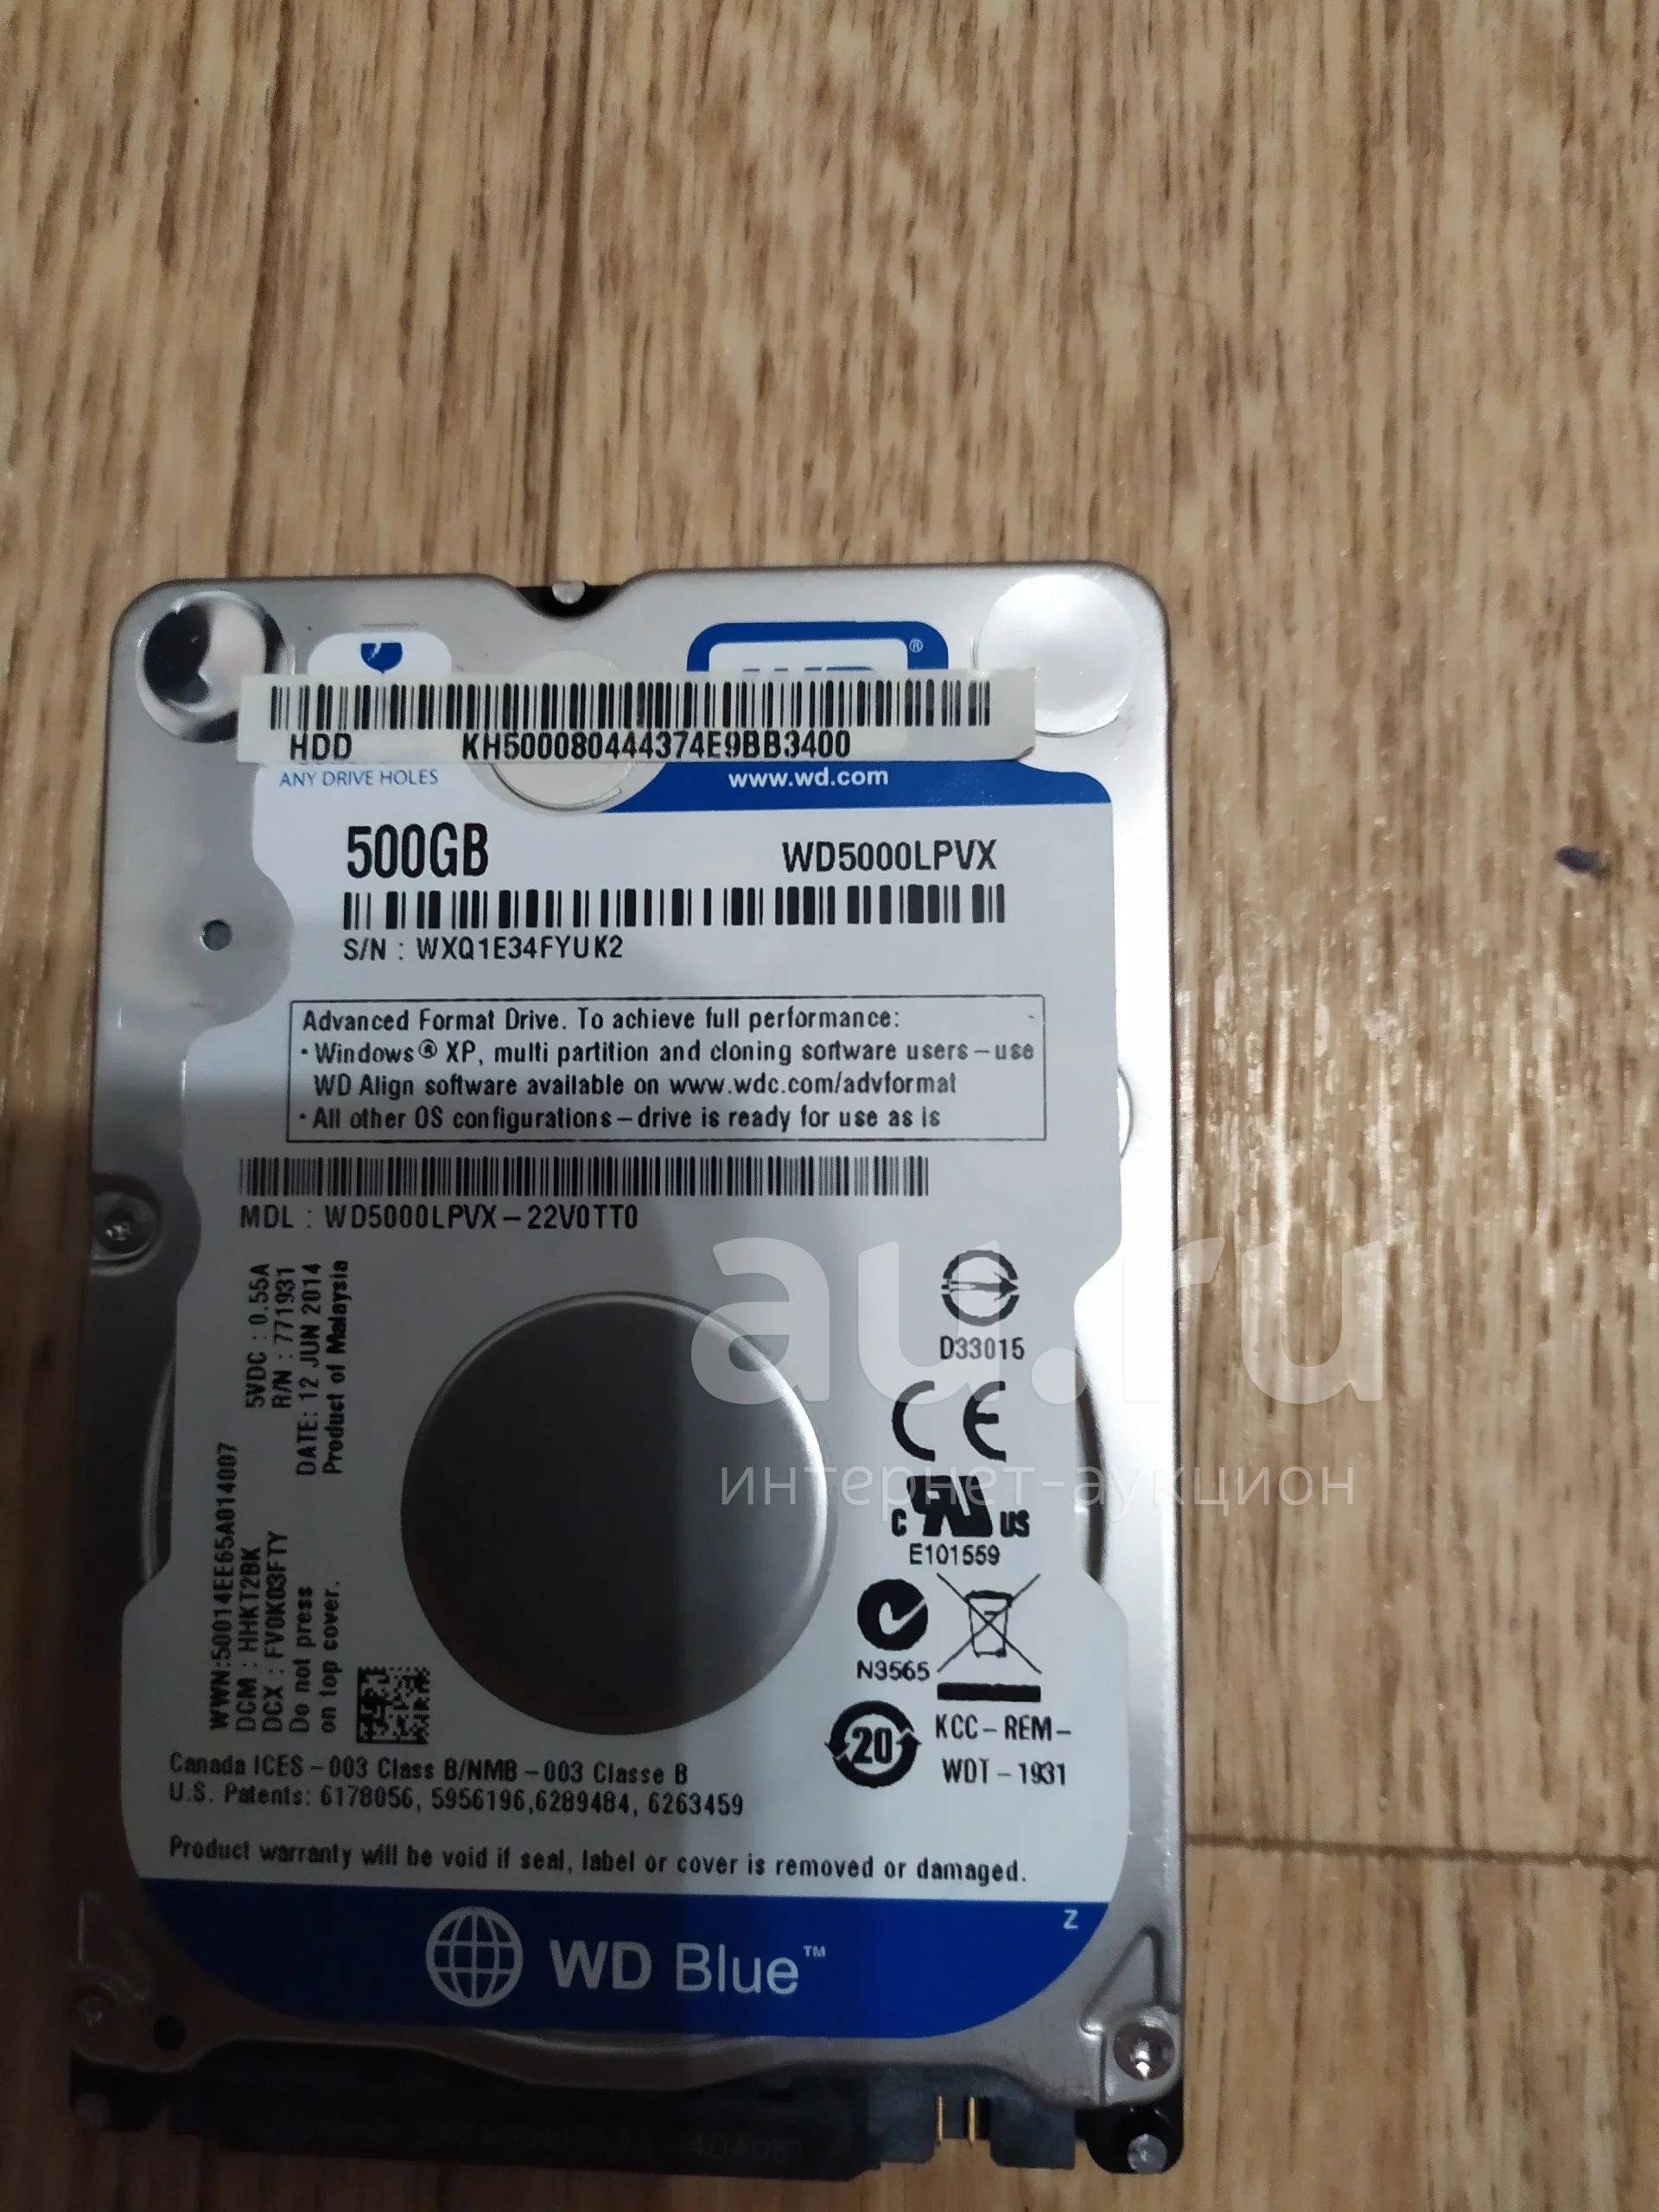 ®
HDD KH500080444374E9BB3400
ANY DRIVE HOLES
www.wd.com
500GB WD5000LPVX
S/N : WXQ1E34FYUK2
Advanced Format Drive. To achieve full performance:
• Windows® XP, multi partition and cloning software users – use
WD Align software available on www.wdc.com/advformat
• All other OS configurations – drive is ready for use as is
MDL : WD5000LPVX – 22V0TT0
5VDC : 0.55A
R/N : 771931
DATE: 12 JUN 2014
Product of Malaysia
WWN:50014EE65A014007
DCM : HHKT2BK
DCX : FV0K03FTY
Do not press
on top cover.
D33015
CE
c US
E101559
N3565
20
KCC – REM –
WDT – 1931
Canada ICES – 003 Class B/NMB – 003 Classe B
U.S. Patents: 6178056, 5956196,6289484, 6263459
Product warranty will be void if seal, label or cover is removed or damaged.
Z
WD Blue™
au.ru
интернет-аукцион